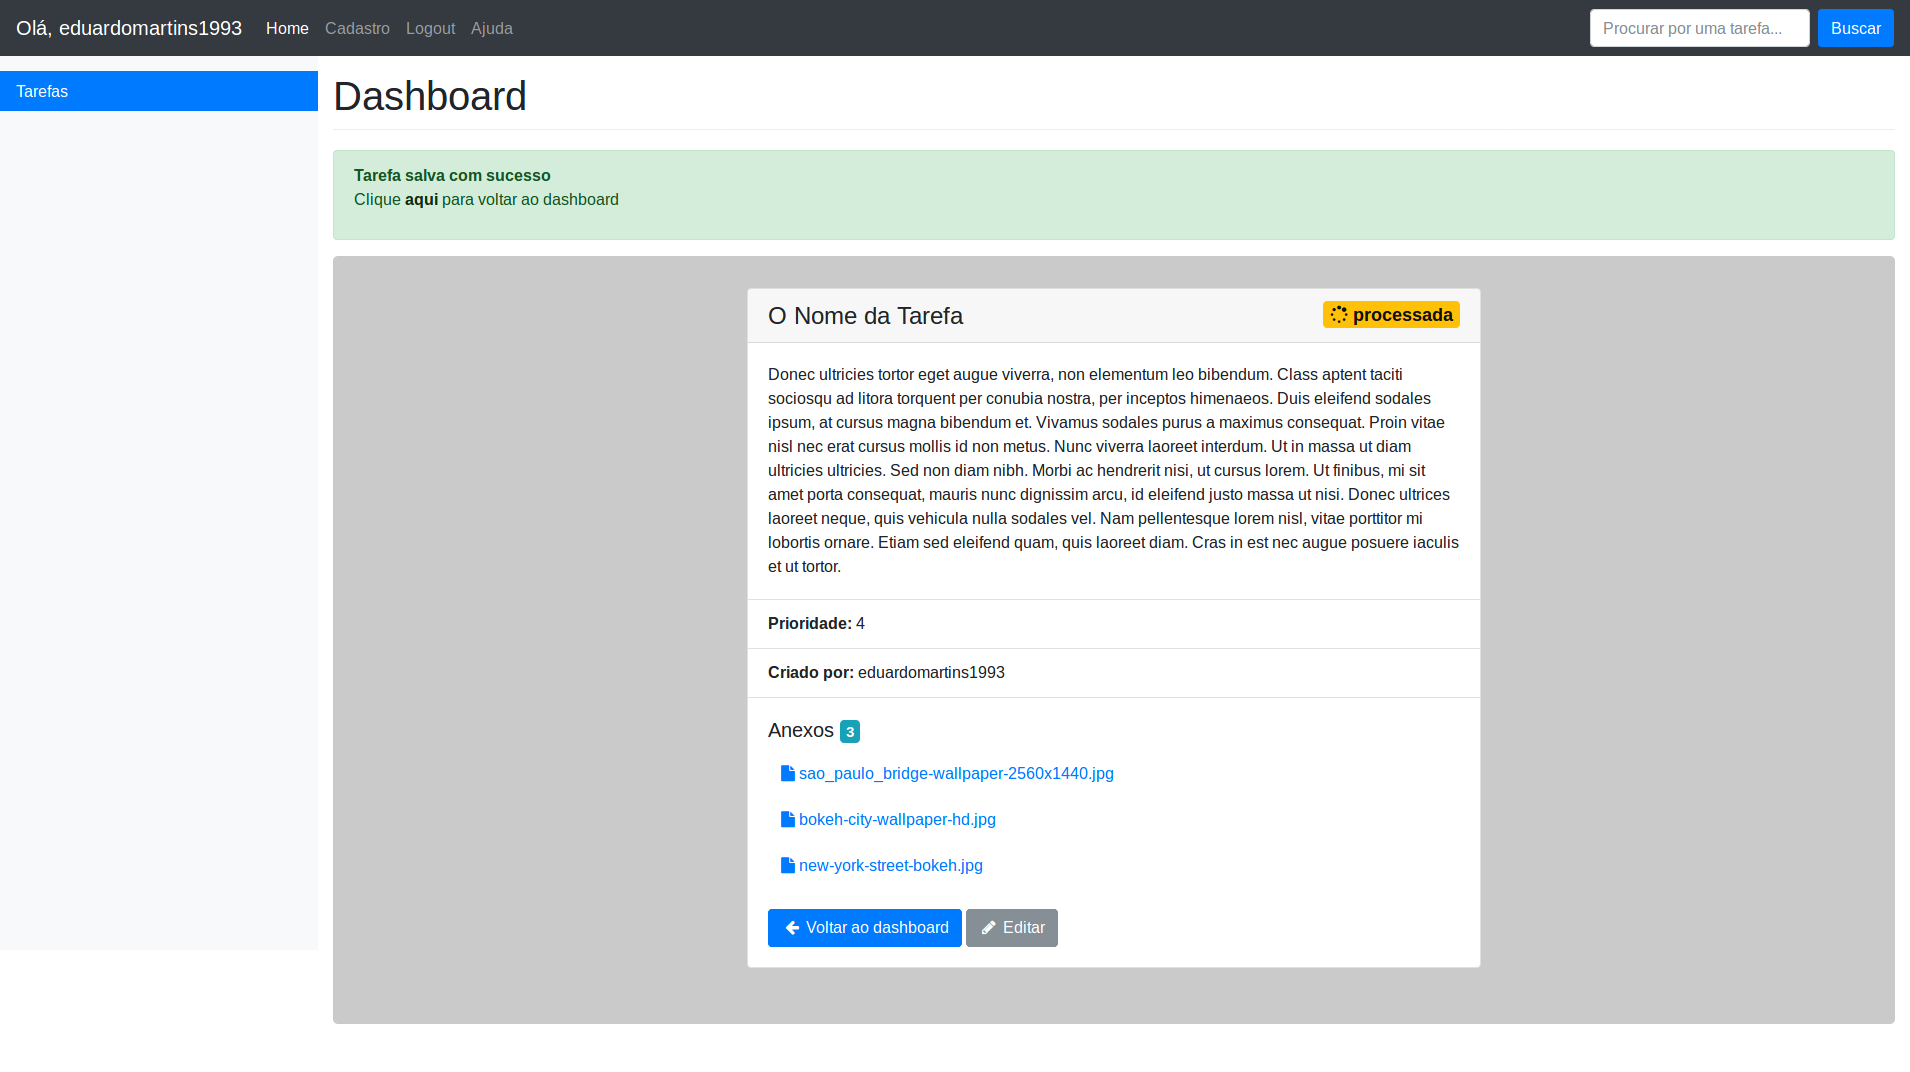 Olá, eduardomartins1993 Home Cadastro Logout Ajuda Procurar por uma tarefa... Buscar
Tarefas
Dashboard
Tarefa salva com sucesso
Clique aqui para voltar ao dashboard
O Nome da Tarefa processada
Donec ultricies tortor eget augue viverra, non elementum leo bibendum. Class aptent taciti
sociosqu ad litora torquent per conubia nostra, per inceptos himenaeos. Duis eleifend sodales
ipsum, at cursus magna bibendum et. Vivamus sodales purus a maximus consequat. Proin vitae
nisl nec erat cursus mollis id non metus. Nunc viverra laoreet interdum. Ut in massa ut diam
ultricies ultricies. Sed non diam nibh. Morbi ac hendrerit nisi, ut cursus lorem. Ut finibus, mi sit
amet porta consequat, mauris nunc dignissim arcu, id eleifend justo massa ut nisi. Donec ultrices
laoreet neque, quis vehicula nulla sodales vel. Nam pellentesque lorem nisl, vitae porttitor mi
lobortis ornare. Etiam sed eleifend quam, quis laoreet diam. Cras in est nec augue posuere iaculis
et ut tortor.
Prioridade: 4
Criado por: eduardomartins1993
Anexos 3
sao_paulo_bridge-wallpaper-2560x1440.jpg
bokeh-city-wallpaper-hd.jpg
new-york-street-bokeh.jpg
Voltar ao dashboard Editar